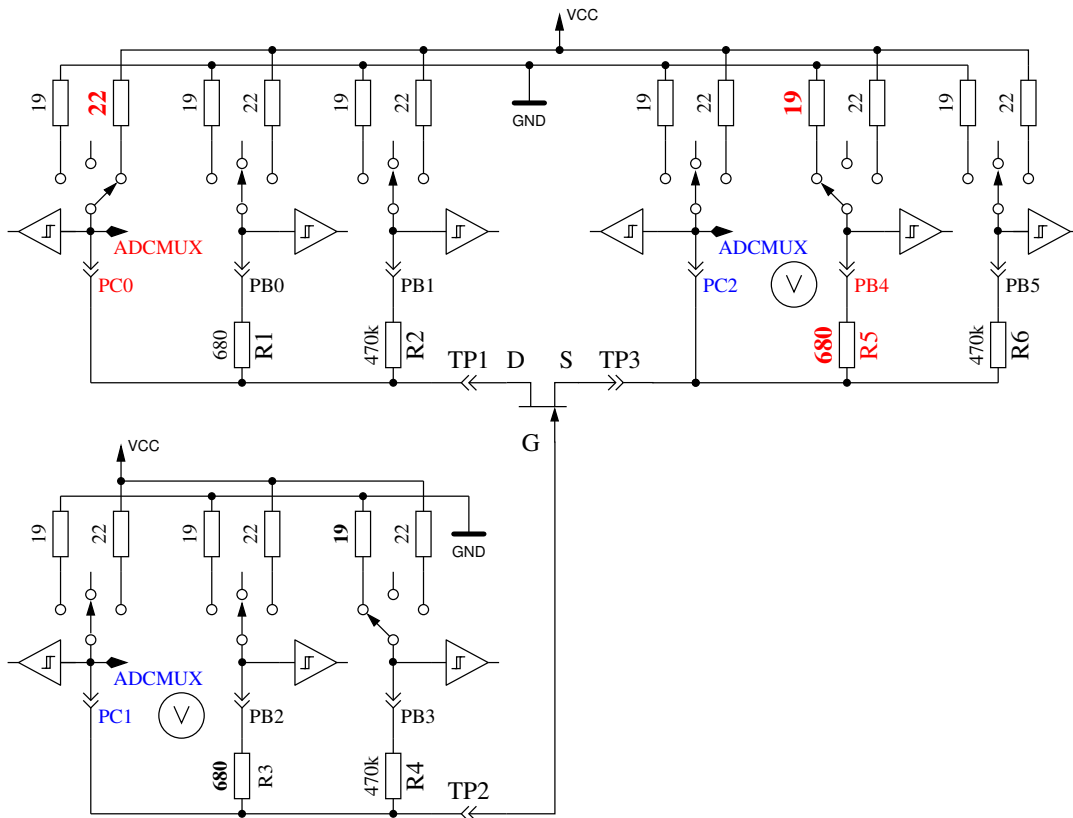 VCC
19
22
19
22
19
22
GND
19
22
19
22
19
22
ADCMUX
ADCMUX
PC0
PB0
PB1
PC2
V
PB4
PB5
680
R1
470k
R2
680
R5
470k
R6
TP1
D
S
TP3
G
VCC
19
22
19
22
19
22
GND
ADCMUX
PC1
V
PB2
PB3
680
R3
470k
R4
TP2